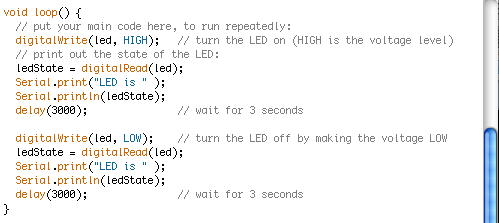 void loop() {
  // put your main code here, to run repeatedly:
  digitalWrite(led, HIGH);   // turn the LED on (HIGH is the voltage level)
  // print out the state of the LED:
  ledState = digitalRead(led);
  Serial.print("LED is " );
  Serial.println(ledState);
  delay(3000);               // wait for 3 seconds

  digitalWrite(led, LOW);    // turn the LED off by making the voltage LOW
  ledState = digitalRead(led);
  Serial.print("LED is " );
  Serial.println(ledState);
  delay(3000);               // wait for 3 seconds
}